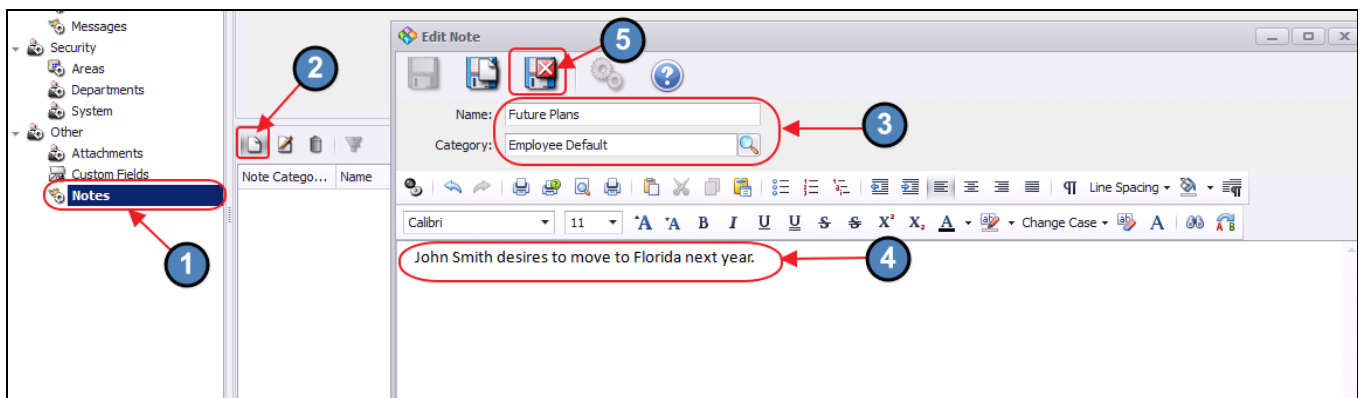 Messages
Security
Areas
Departments
System
Other
Attachments
Custom Fields
Notes
1
2
Note Catego... Name
Edit Note
5
Name: Future Plans
Category: Employee Default
3
Line Spacing
Calibri 11 A A B I U U S S X² X₂ A Change Case A A B
John Smith desires to move to Florida next year.
4